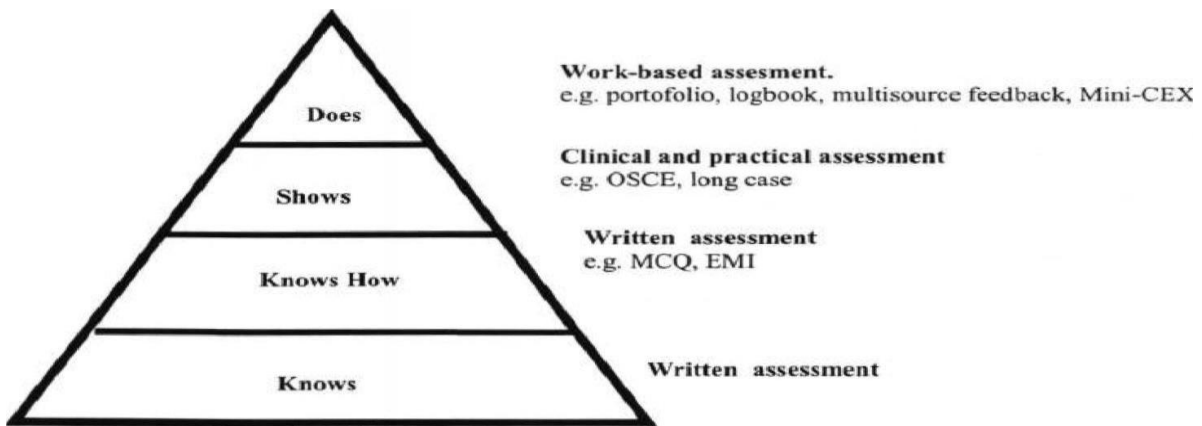 Does
Work-based assesment.
e.g. portofolio, logbook, multisource feedback, Mini-CEX
Shows
Clinical and practical assessment
e.g. OSCE, long case
Knows How
Written assessment
e.g. MCQ, EMI
Knows
Written assessment